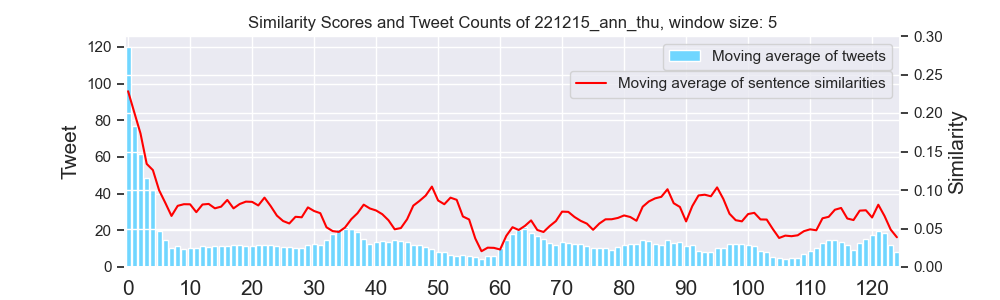 Similarity Scores and Tweet Counts of 221215_ann_thu, window size: 5
Moving average of tweets
Moving average of sentence similarities
Tweet
120
100
80
60
40
20
0
0.30
0.25
0.20
0.15
0.10
0.05
0.00
Similarity
0 10 20 30 40 50 60 70 80 90 100 110 120